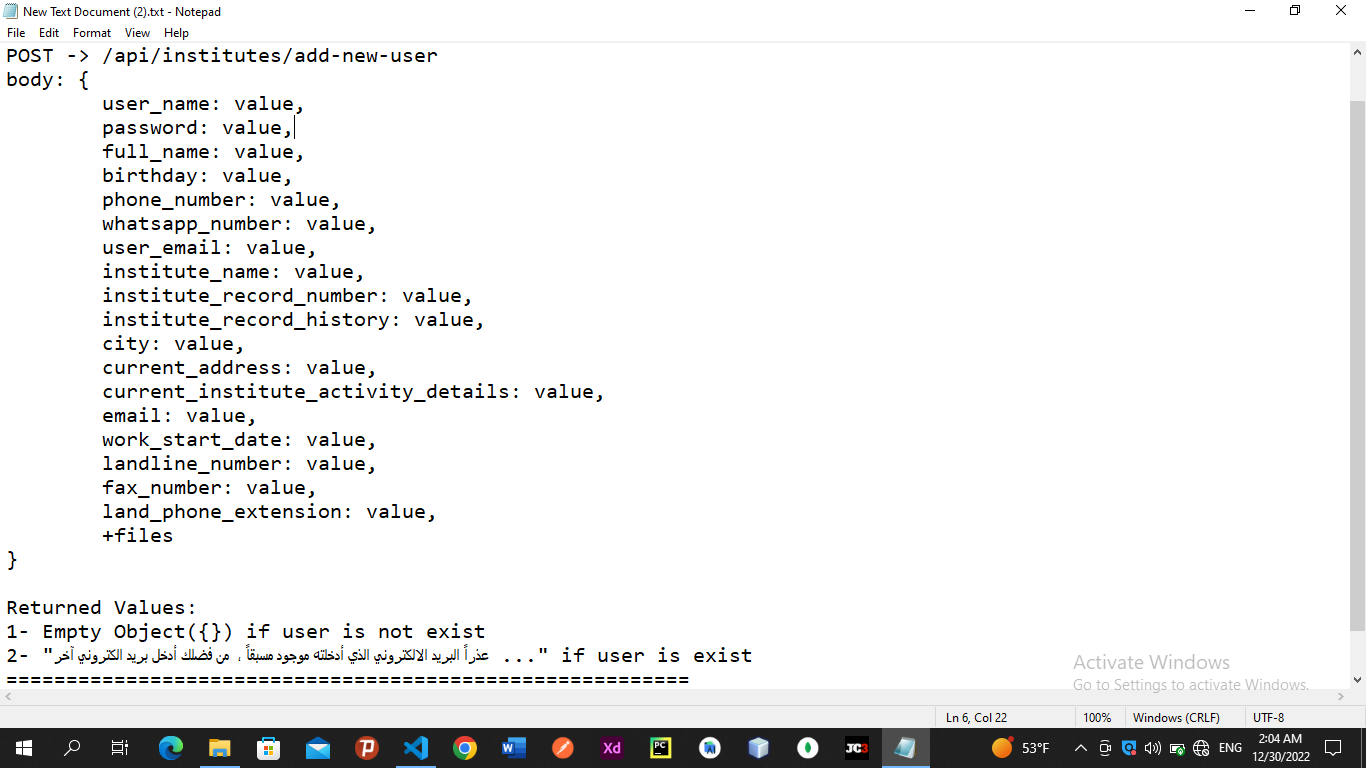 New Text Document (2).txt - Notepad
File Edit Format View Help
POST -> /api/institutes/add-new-user
body: {
user_name: value,
password: value,
full_name: value,
birthday: value,
phone_number: value,
whatsapp_number: value,
user_email: value,
institute_name: value,
institute_record_number: value,
institute_record_history: value,
city: value,
current_address: value,
current_institute_activity_details: value,
email: value,
work_start_date: value,
landline_number: value,
fax_number: value,
land_phone_extension: value,
+files
}
Returned Values:
1- Empty Object({}) if user is not exist
2- "عذراً البريد الالكتروني الذي أدخلته موجود مسبقاً ، من فضلك أدخل بريد الكتروني آخر ..." if user is exist
=========================================================
Activate Windows
Go to Settings to activate Windows.
Ln 6, Col 22 100% Windows (CRLF) UTF-8
Xd PC JC3 53°F ENG 2:04 AM
12/30/2022